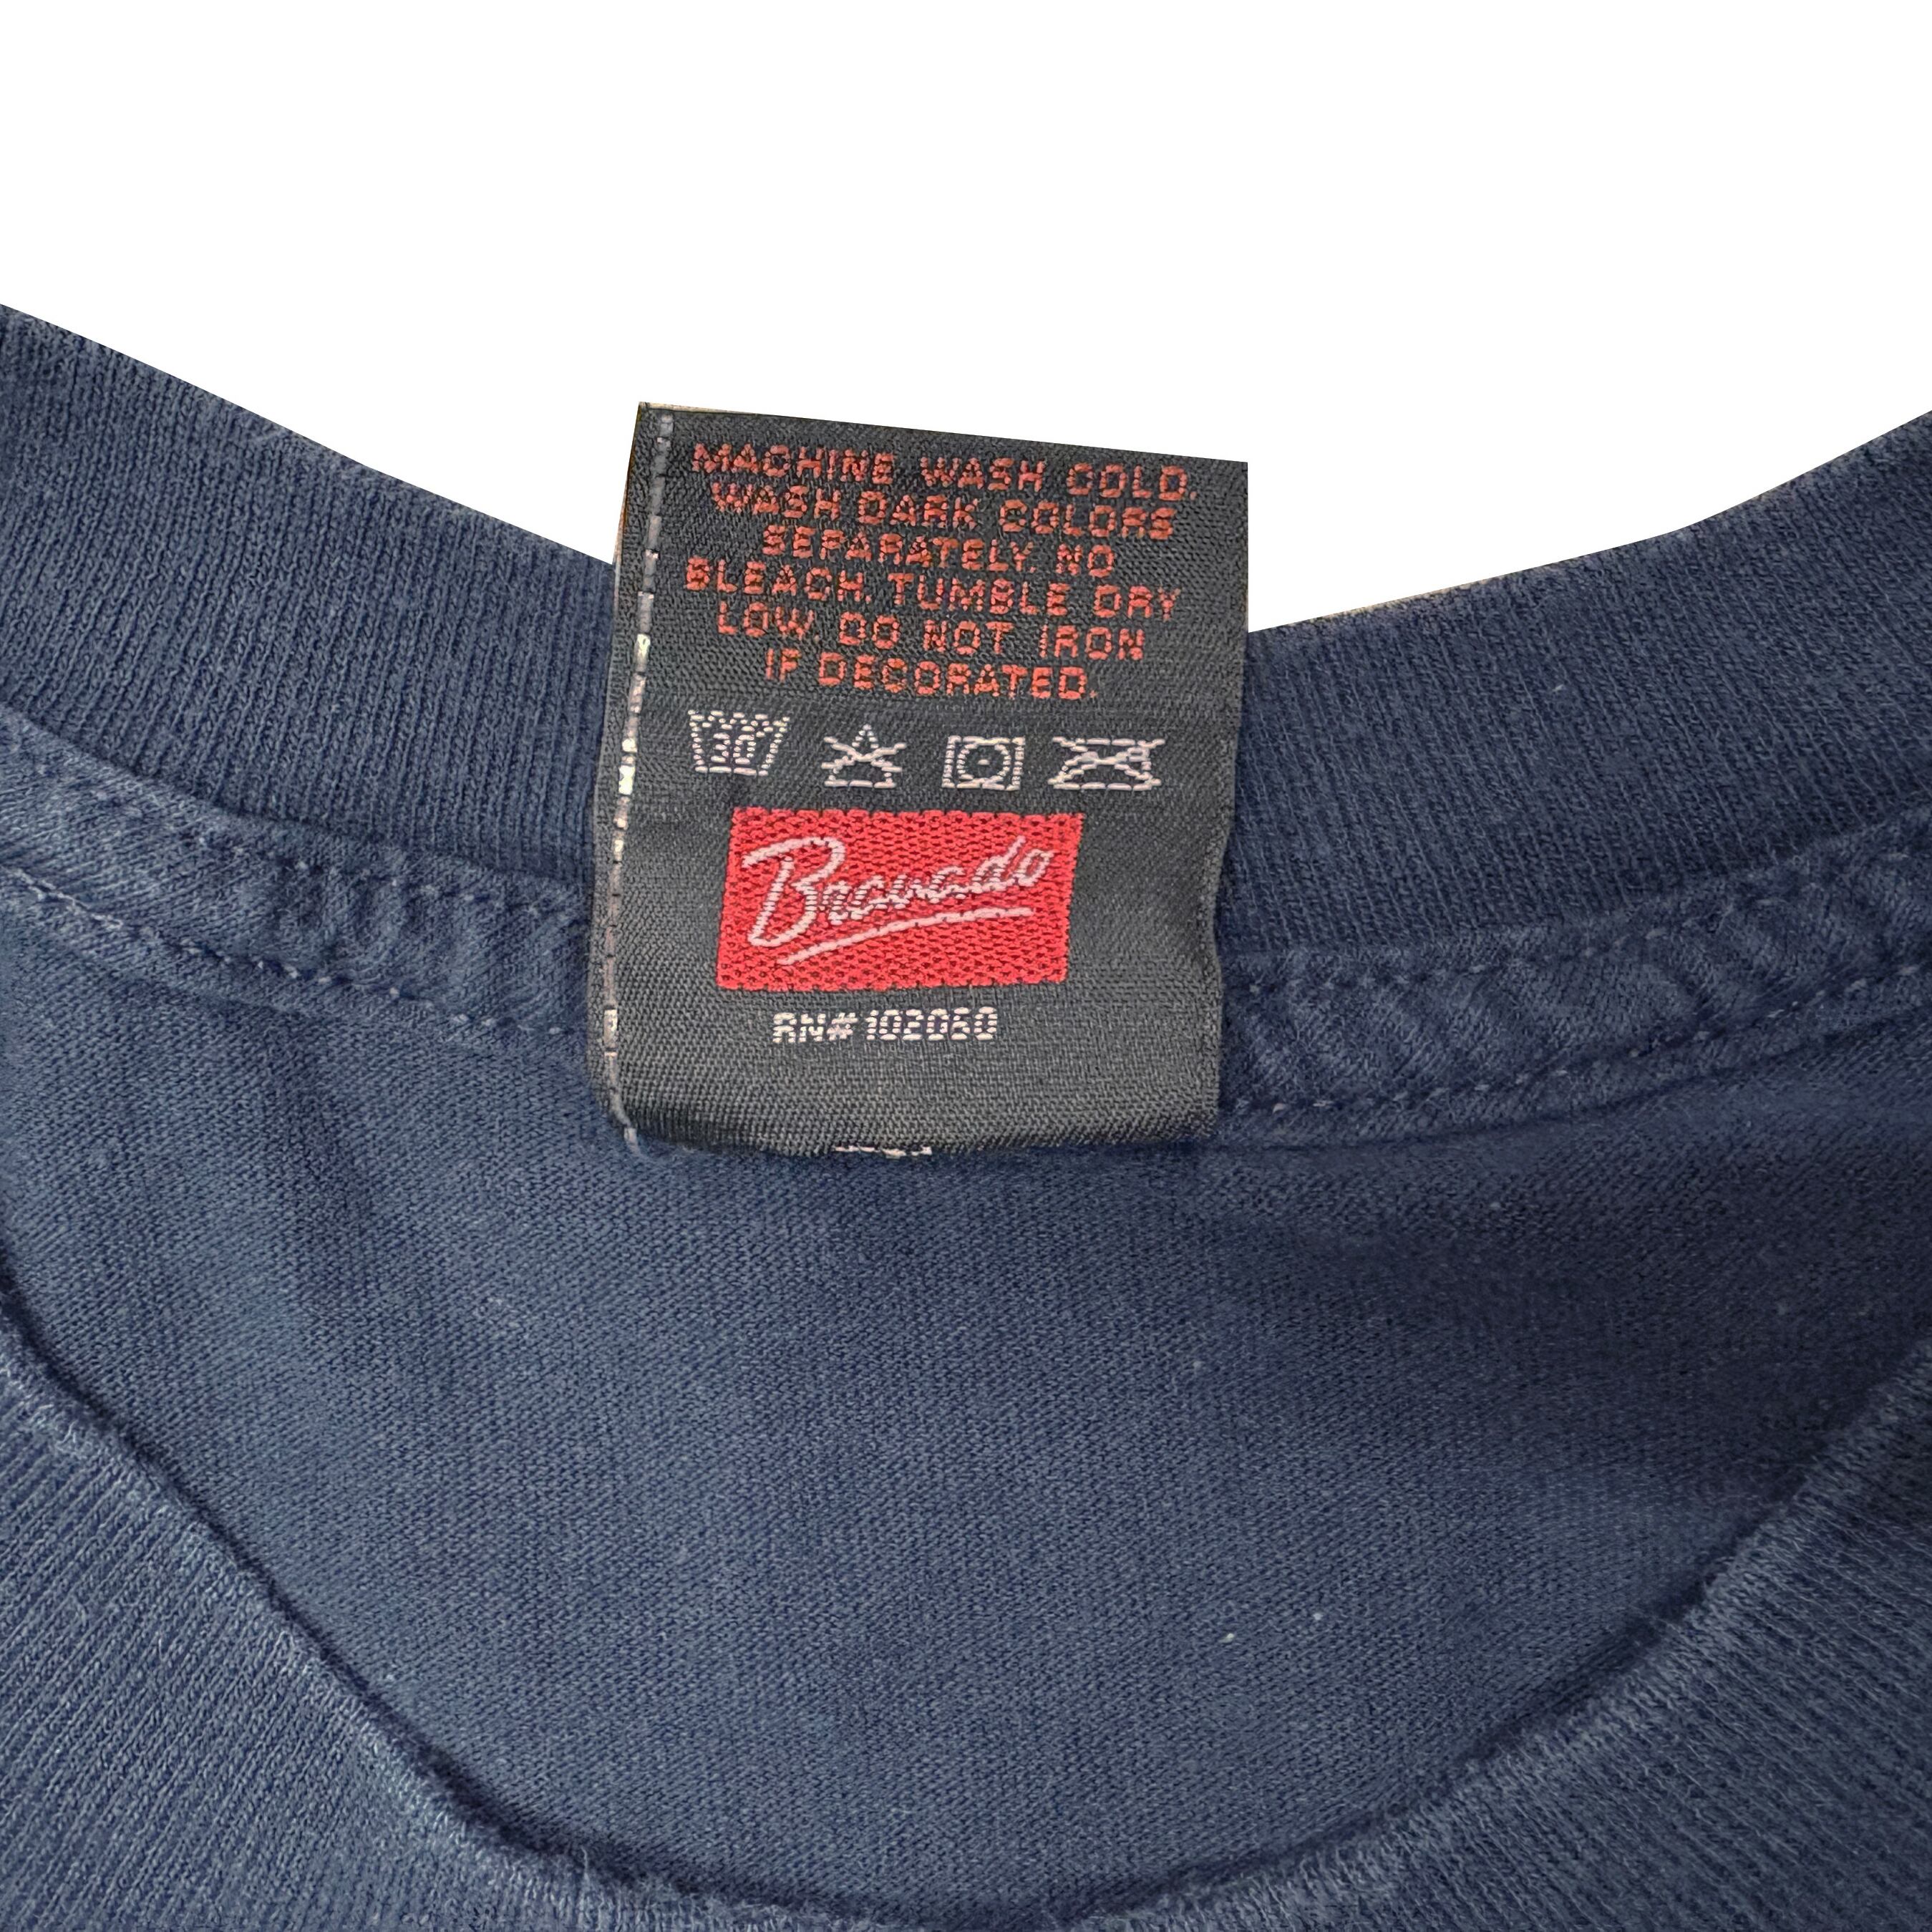 MACHINE WASH COLD.
WASH DARK COLORS
SEPARATELY. NO
BLEACH. TUMBLE DRY
LOW. DO NOT IRON
IF DECORATED.
30°
Bravado
RN#102060